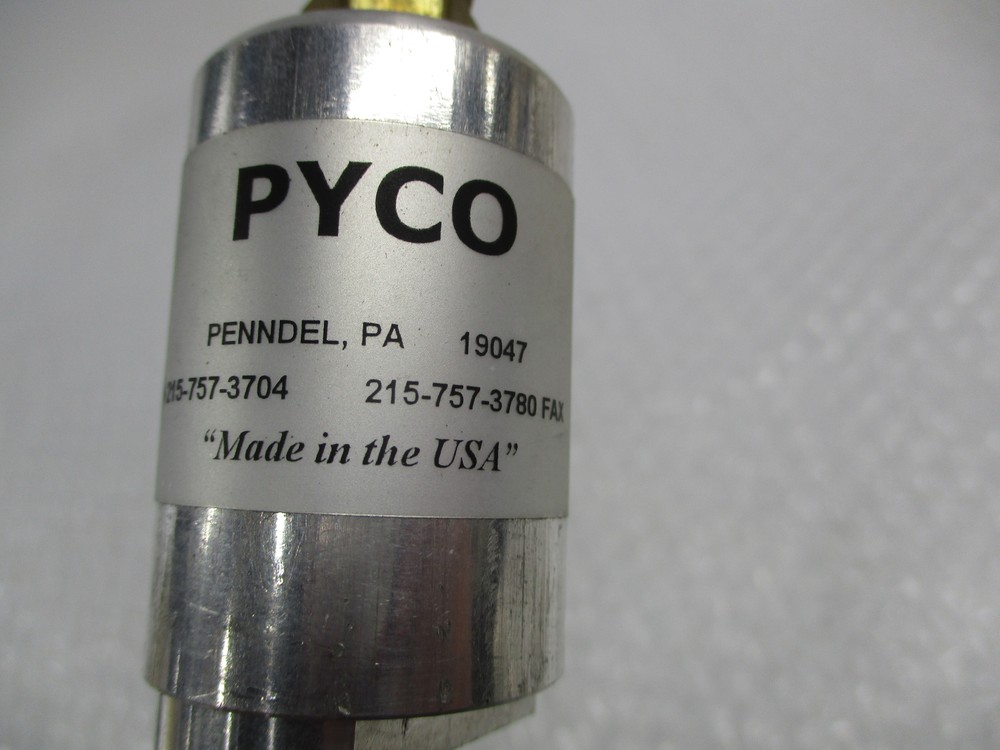 PYCO
PENNDEL, PA 19047
215-757-3704 215-757-3780 FAX
“Made in the USA”